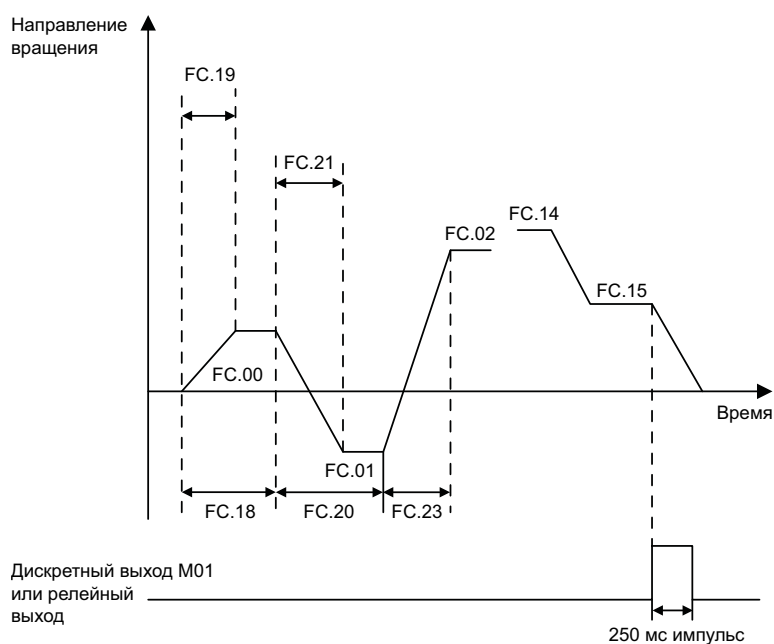 Направление
вращения
FC.19
FC.21
FC.14
FC.02
FC.15
FC.00
Время
FC.01
FC.18
FC.20
FC.23
Дискретный выход M01
или релейный
выход
250 мс импульс